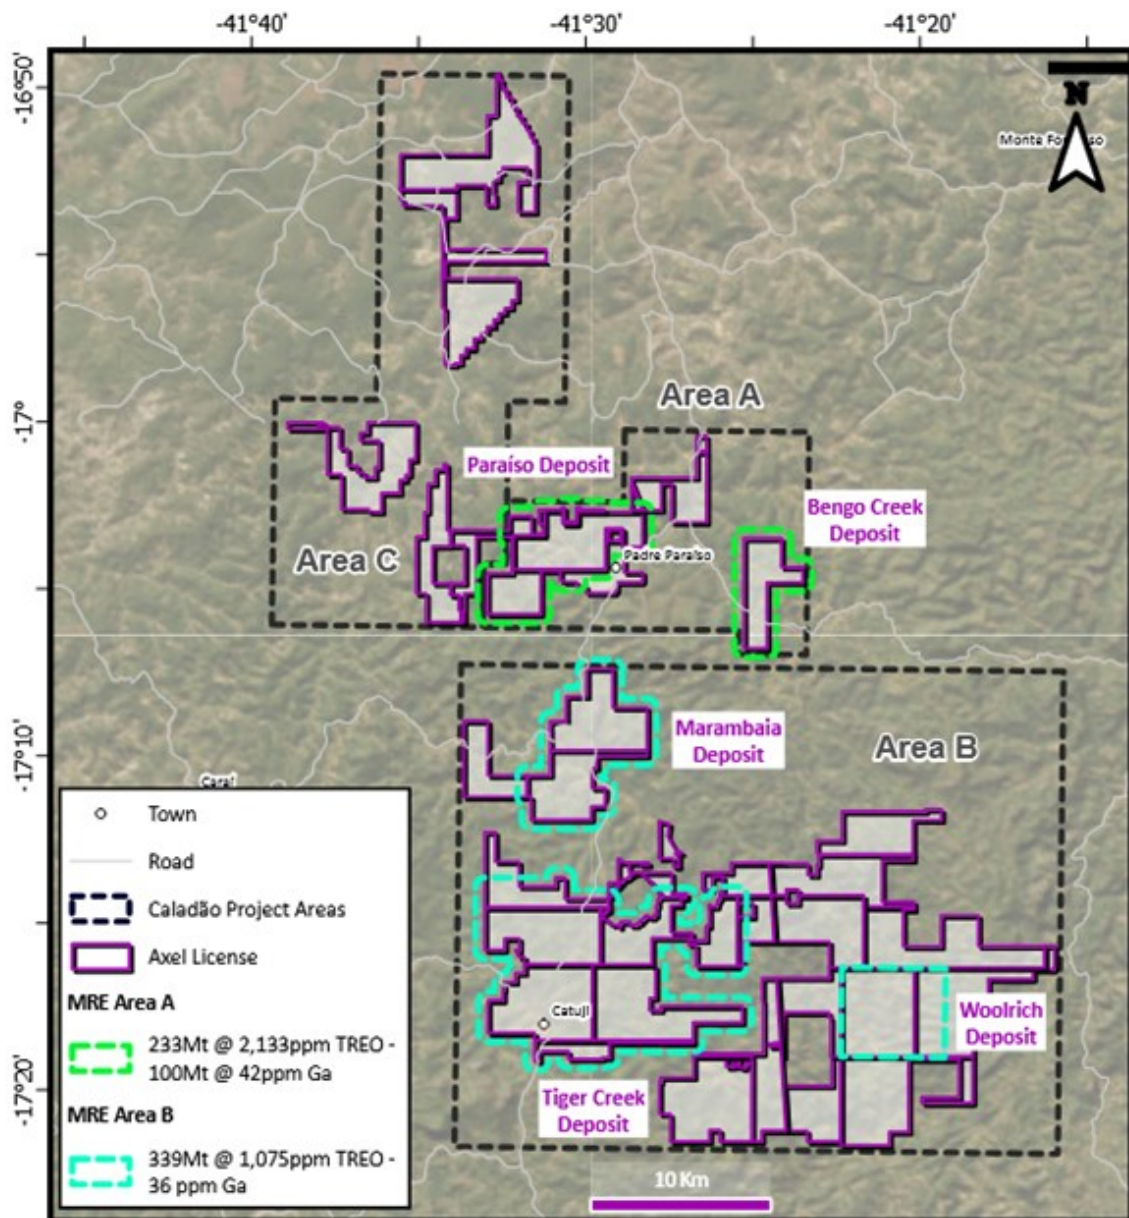 -41°40'
-41°30'
-41°20'
-16°50'
N
-17°
Area A
Paraíso Deposit
Bengo Creek
Deposit
Area C
Padre Paraíso
Marambaia
Deposit
Area B
-17°10'
Caraí
Town
Road
Caladão Project Areas
Axel License
MRE Area A
233Mt @ 2,133ppm TREO -
100Mt @ 42ppm Ga
MRE Area B
339Mt @ 1,075ppm TREO -
36 ppm Ga
Catuji
Woolrich
Deposit
Tiger Creek
Deposit
-17°20'
10 Km